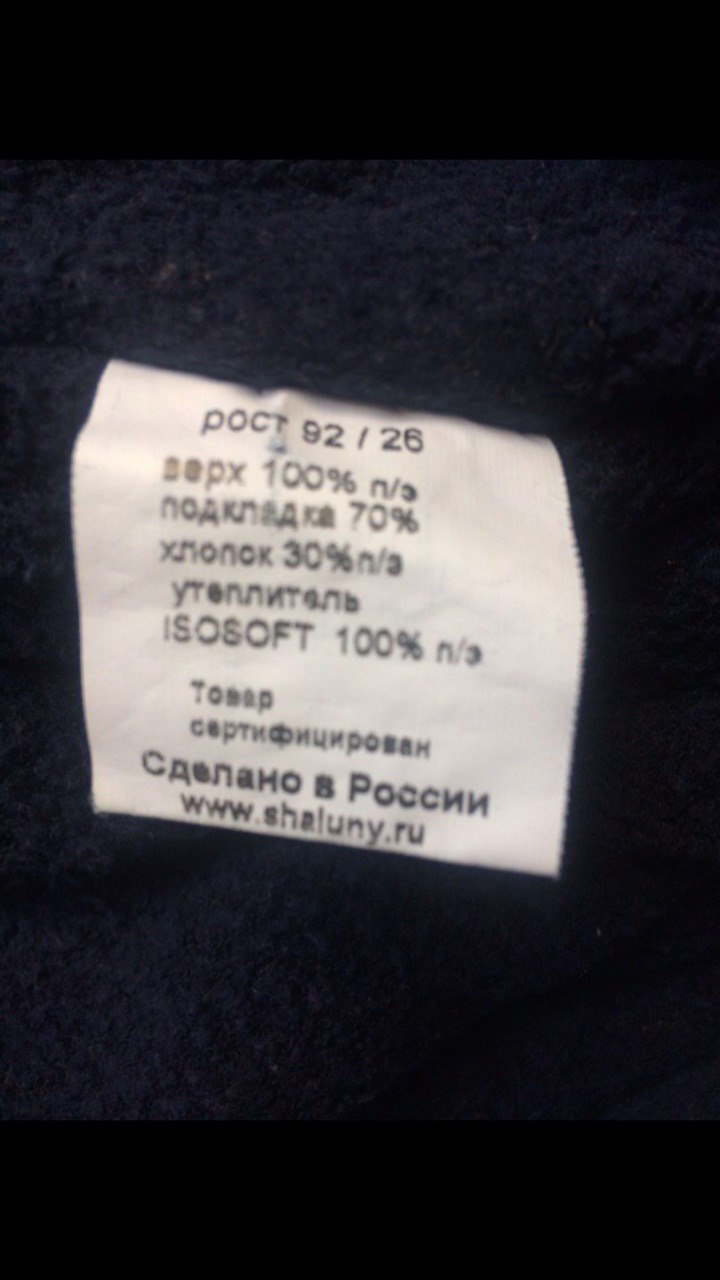 рост 92 / 26
верх 100% п/э
подкладка 70%
хлопок 30%п/э
утеплитель
ISOSOFT 100% п/э
Товар
сертифицирован
Сделано в России
www.shaluny.ru